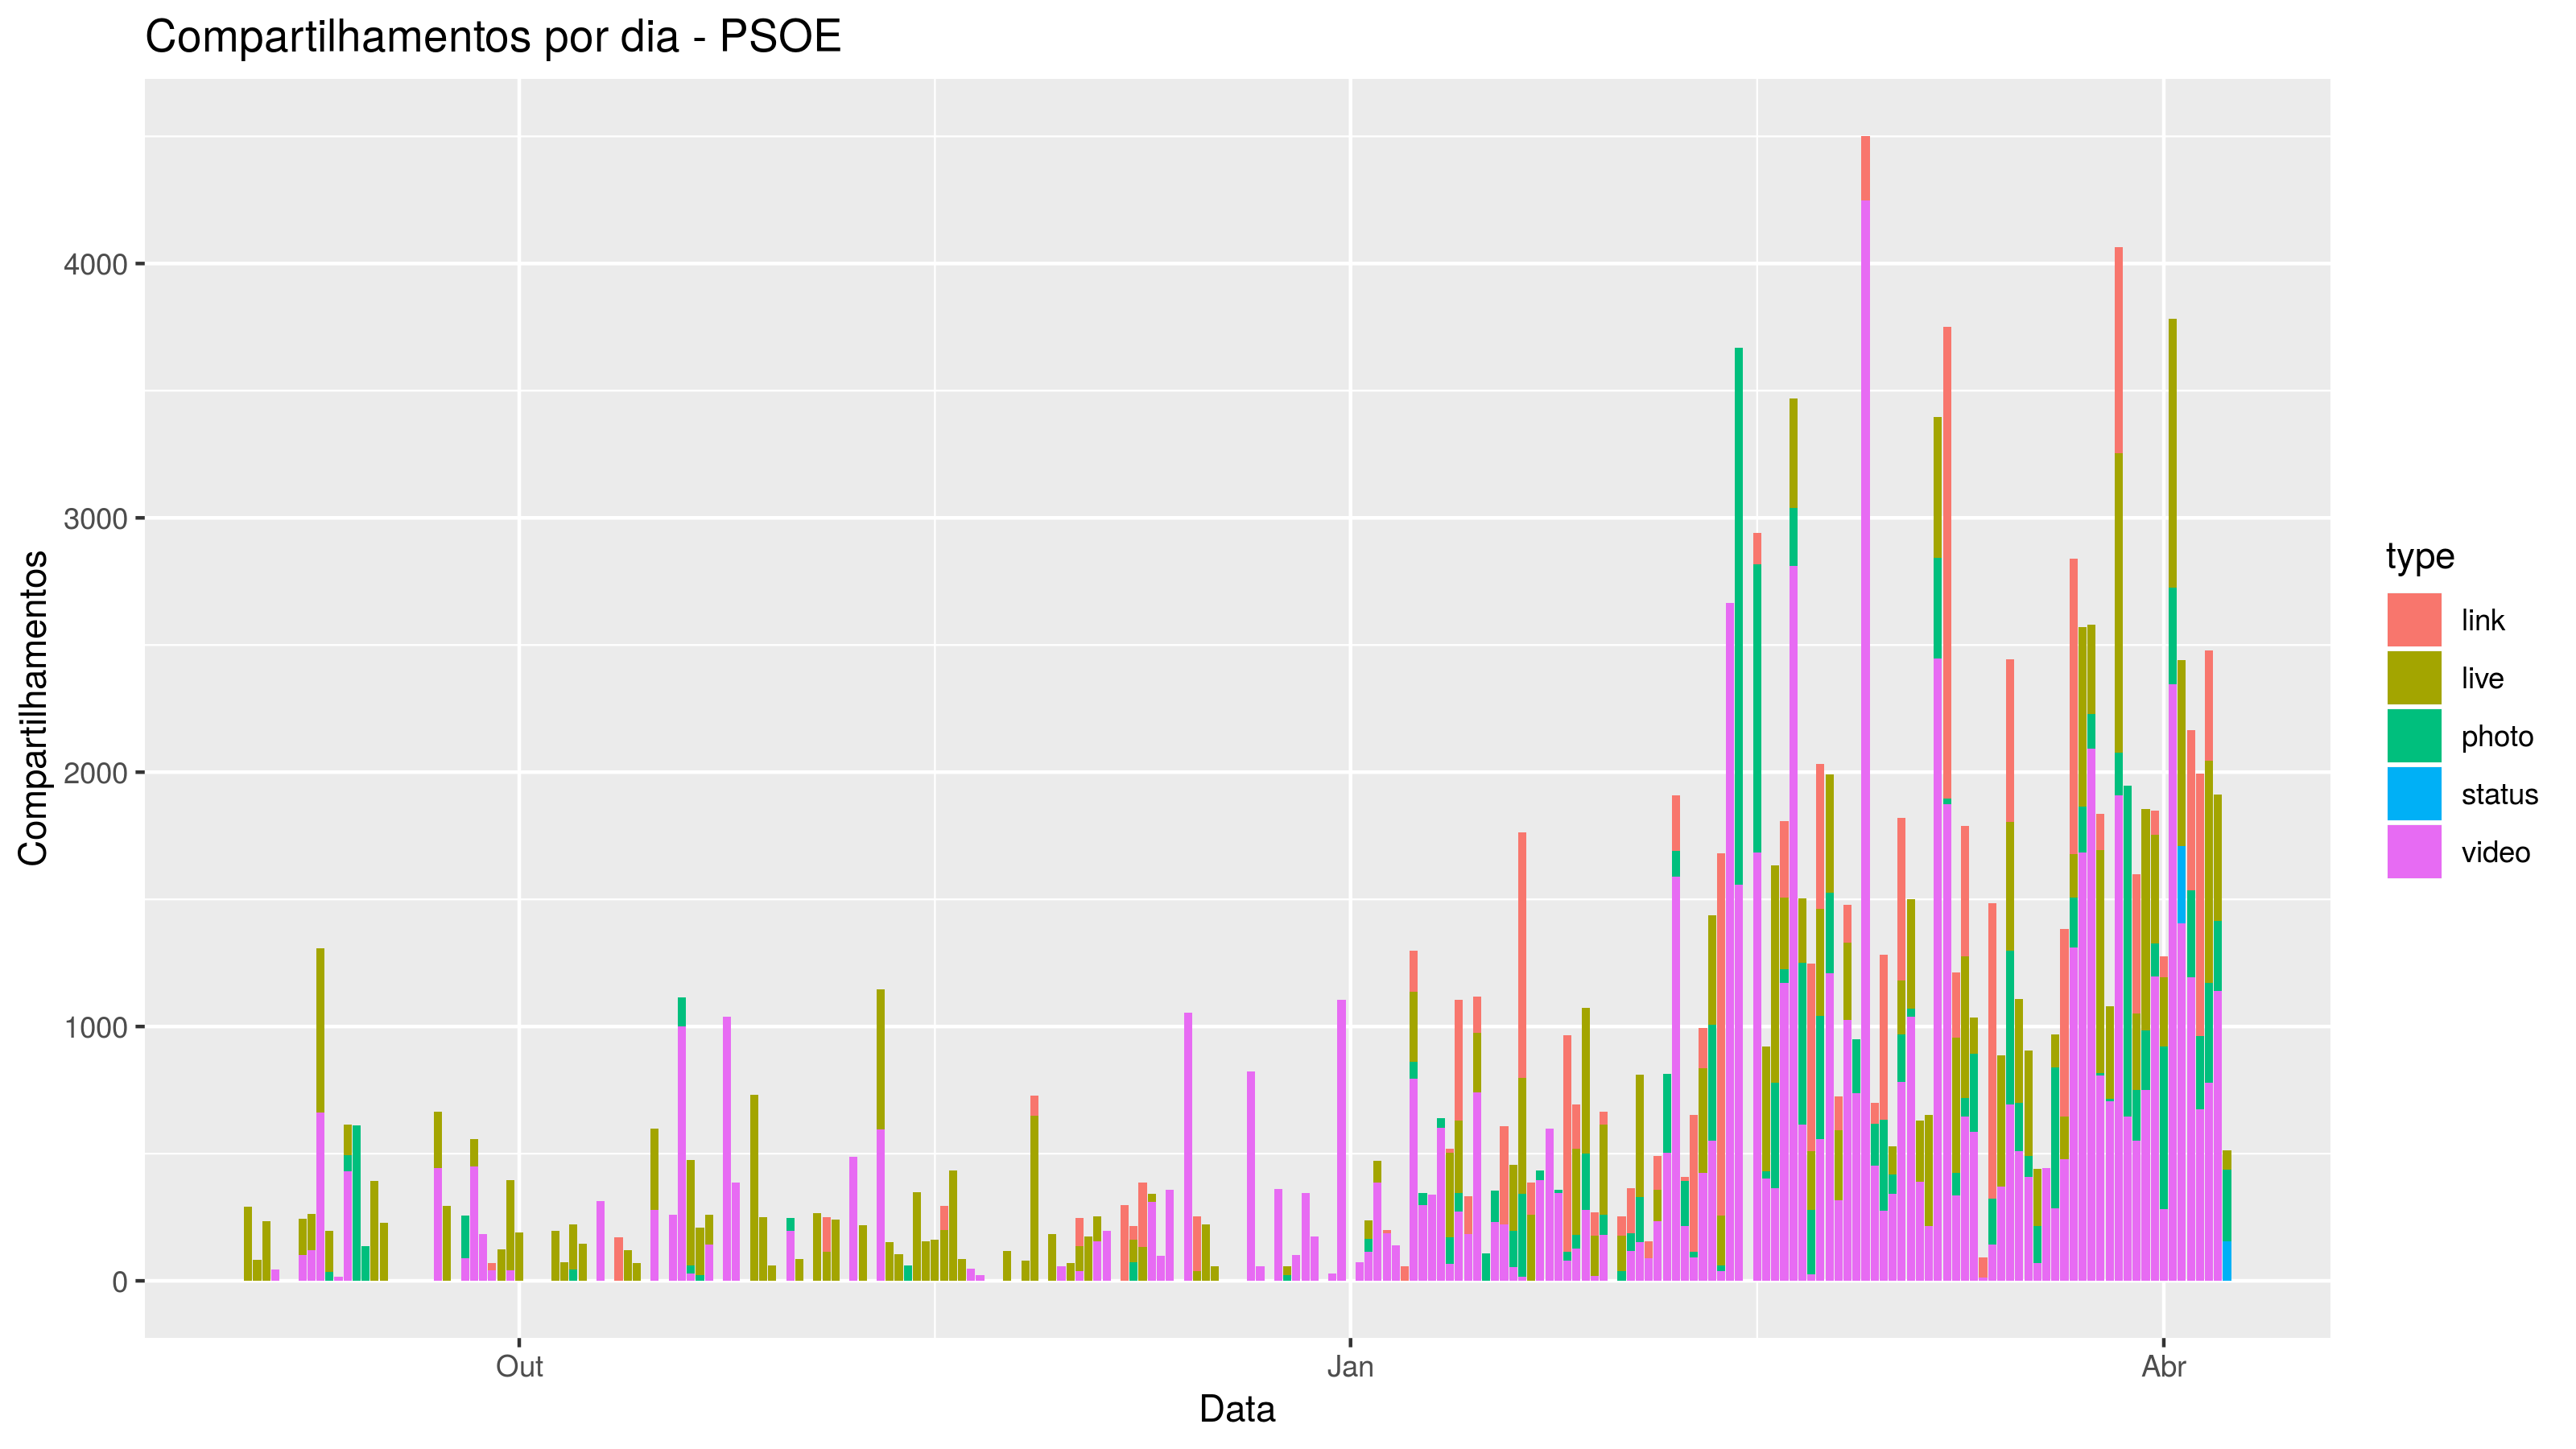 Compartilhamentos por dia - PSOE
Compartilhamentos
4000
3000
2000
1000
0
Out
Jan
Abr
Data
type
link
live
photo
status
video